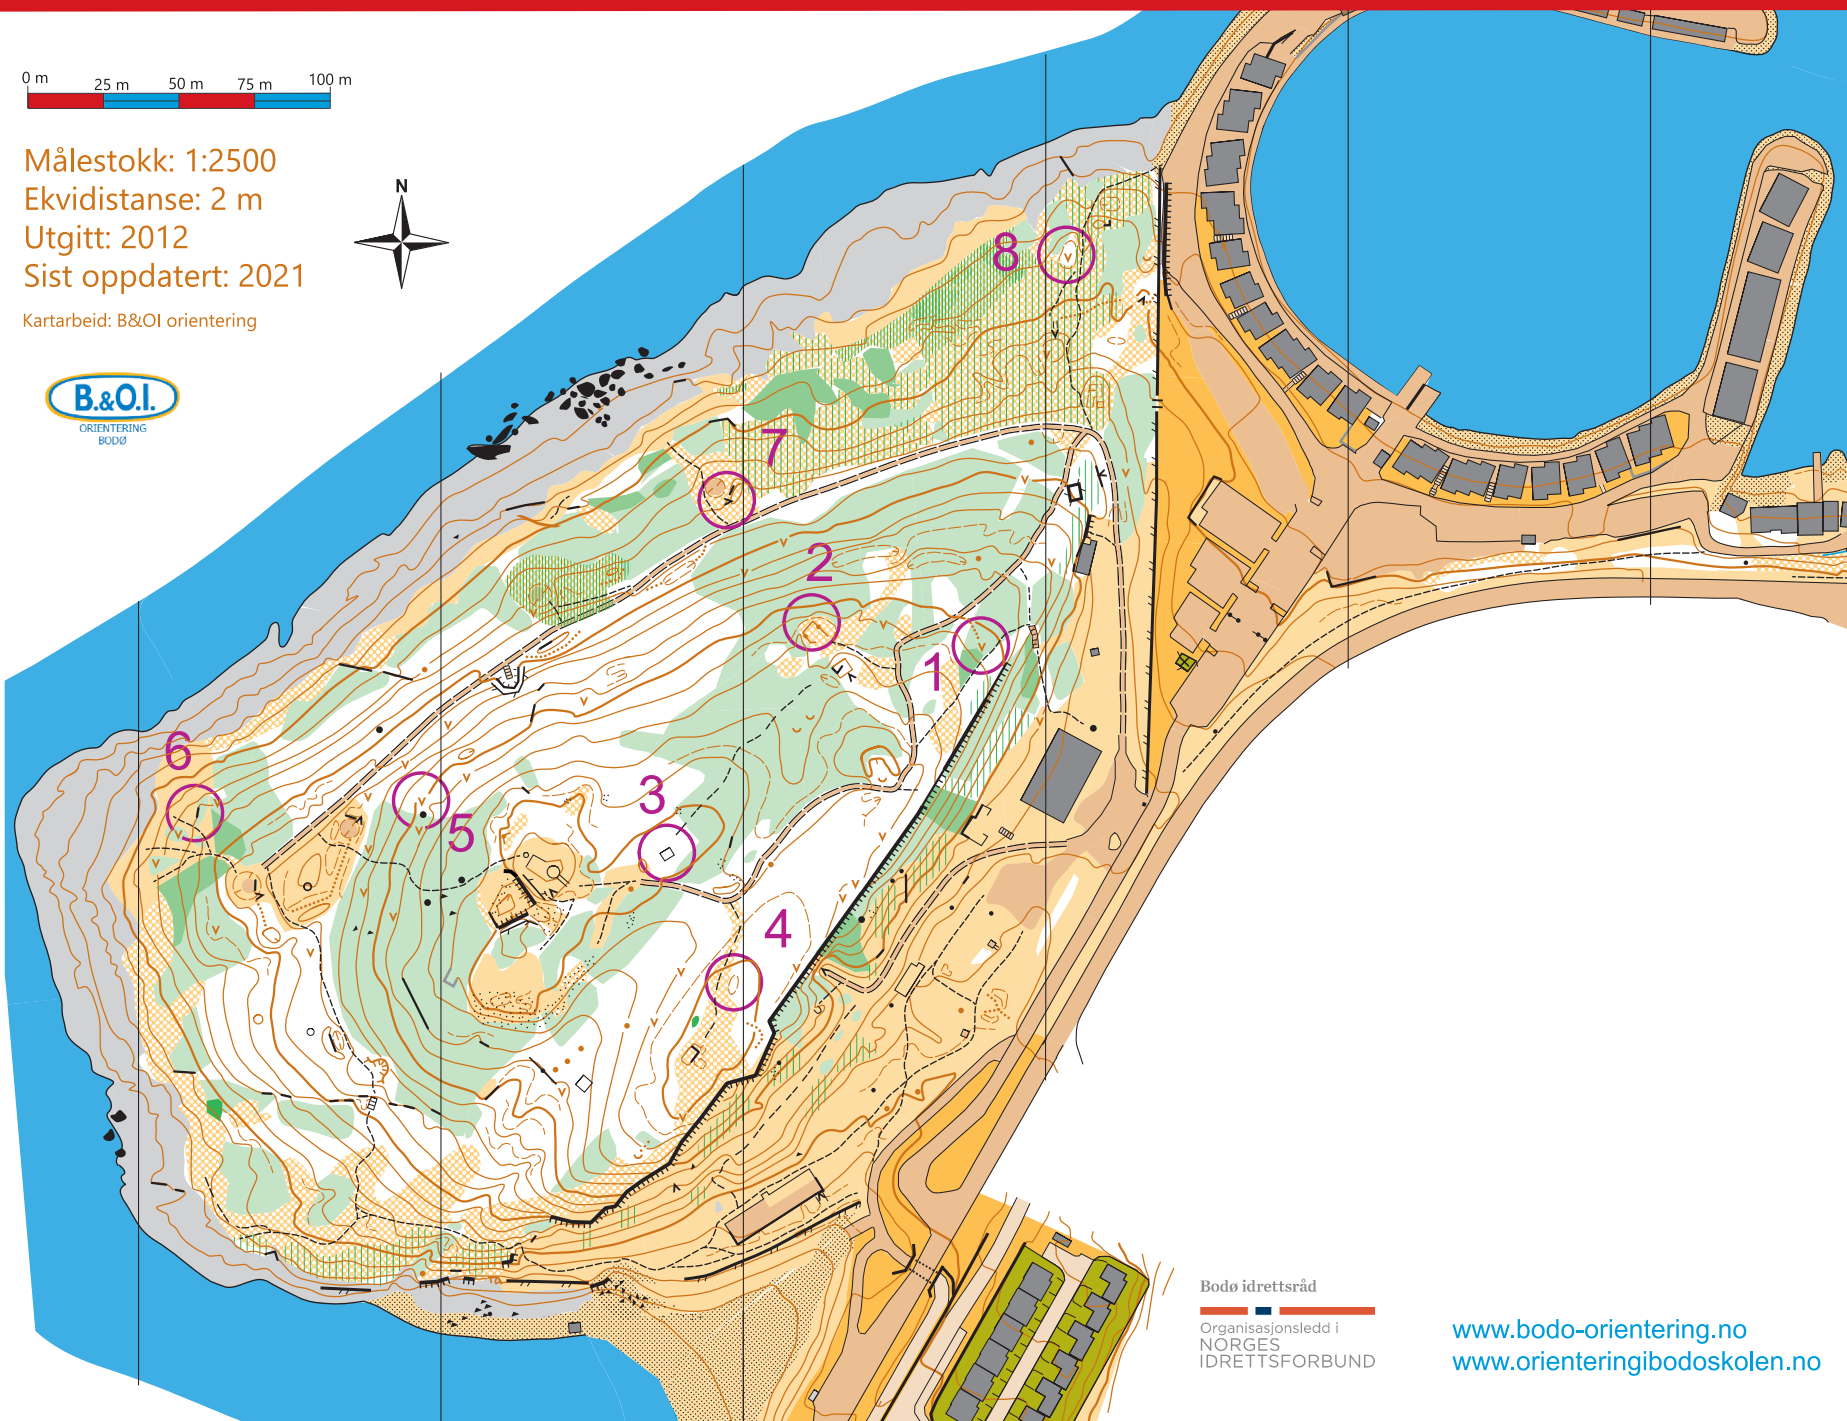 0 m 25 m 50 m 75 m 100 m
Målestokk: 1:2500
Ekvidistanse: 2 m
Utgitt: 2012
Sist oppdatert: 2021
Kartarbeid: B&OI orientering
N
B.&O.I.
ORIENTERING
BODØ
8
7
2
1
6
3
5
4
Bodø idrettsråd
Organisasjonsledd i
NORGES
IDRETTSFORBUND
www.bodo-orientering.no
www.orienteringibodoskolen.no